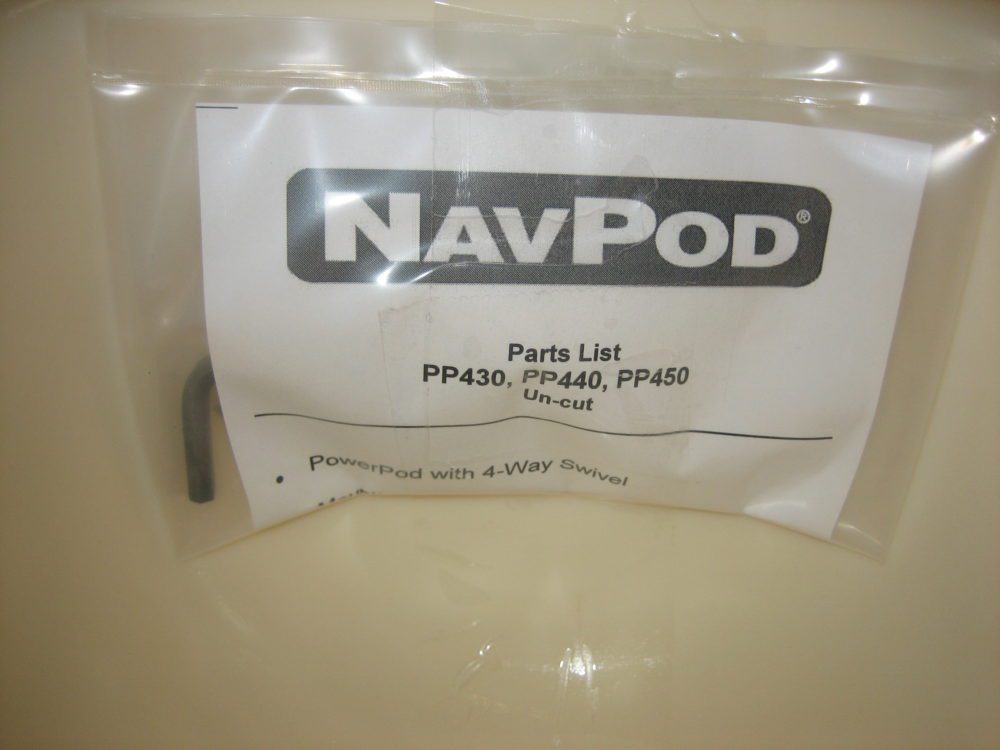 NAVPOD®
Parts List
PP430, PP440, PP450
Un-cut
• PowerPod with 4-Way Swivel